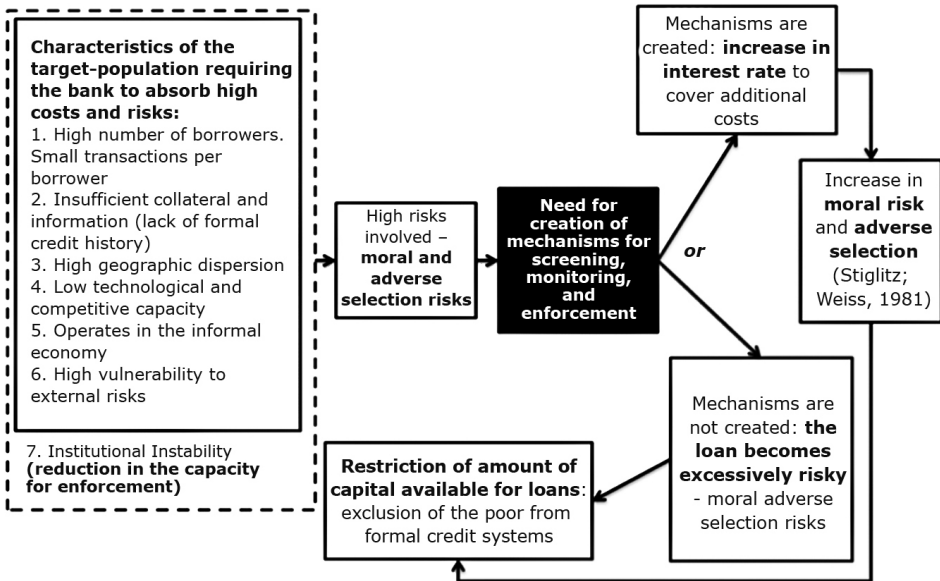 Characteristics of the
target-population requiring
the bank to absorb high
costs and risks:
1. High number of borrowers.
Small transactions per
borrower
2. Insufficient collateral and
information (lack of formal
credit history)
3. High geographic dispersion
4. Low technological and
competitive capacity
5. Operates in the informal
economy
6. High vulnerability to
external risks
7. Institutional Instability
(reduction in the capacity
for enforcement)
High risks
involved –
moral and
adverse
selection risks
Need for
creation of
mechanisms for
screening,
monitoring,
and
enforcement
or
Mechanisms are
created: increase in
interest rate to
cover additional
costs
Increase in
moral risk
and adverse
selection
(Stiglitz;
Weiss, 1981)
Mechanisms are
not created: the
loan becomes
excessively risky
- moral adverse
selection risks
Restriction of amount of
capital available for loans:
exclusion of the poor from
formal credit systems